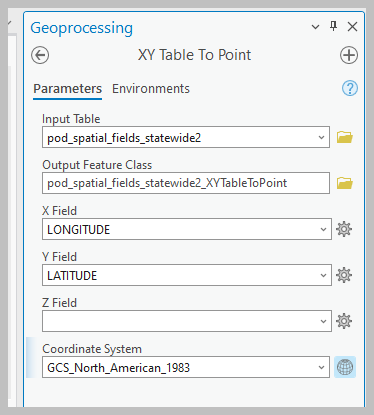 Geoprocessing
XY Table To Point
Parameters Environments
Input Table
pod_spatial_fields_statewide2
Output Feature Class
pod_spatial_fields_statewide2_XYTableToPoint
X Field
LONGITUDE
Y Field
LATITUDE
Z Field
Coordinate System
GCS_North_American_1983